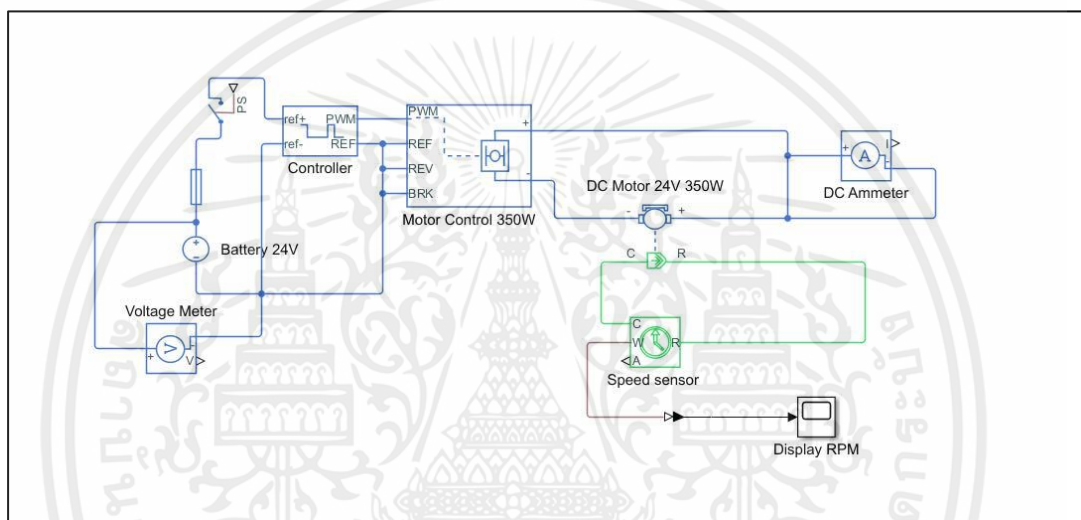 PS
ref+
PWM
ref-
REF
Controller
PWM
REF
REV
BRK
+
-
Motor Control 350W
DC Motor 24V 350W
-
+
+
A
I
-
DC Ammeter
+
-
Battery 24V
Voltage Meter
+
V
-
V
C
R
C
W
A
R
Speed sensor
Display RPM